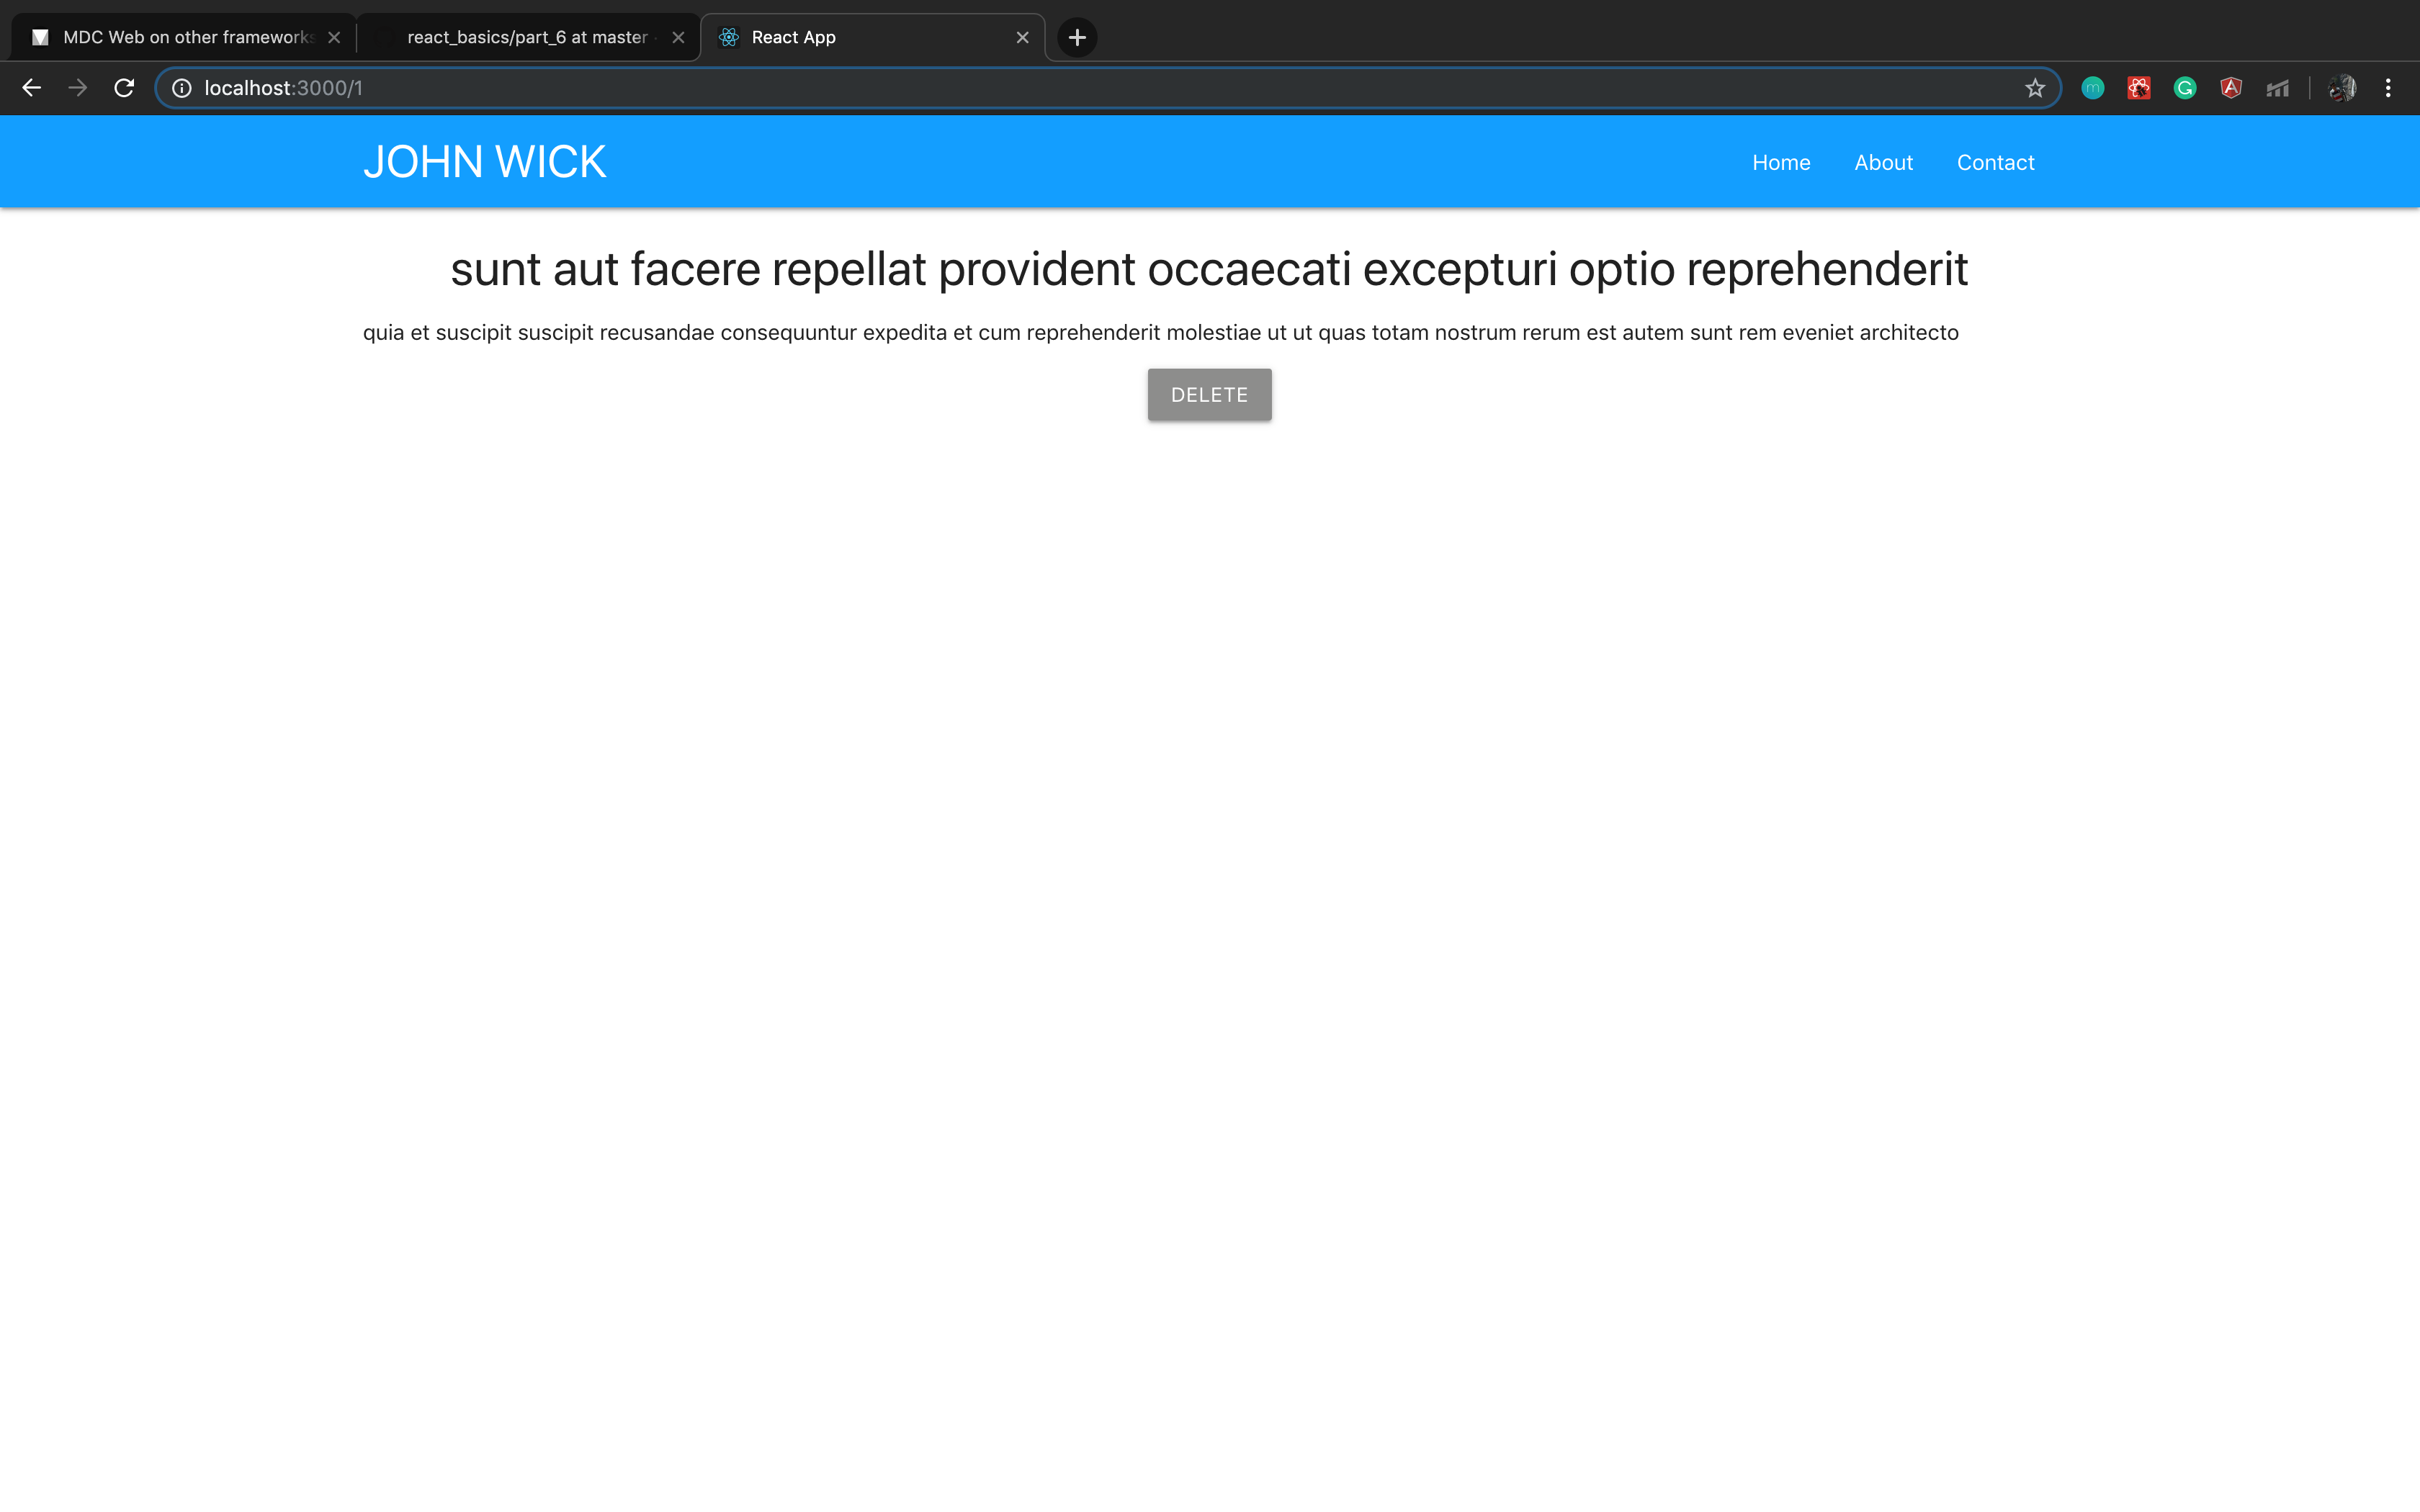 MDC Web on other frameworks
react_basics/part_6 at master
React App
localhost:3000/1
JOHN WICK
Home About Contact
sunt aut facere repellat provident occaecati excepturi optio reprehenderit
quia et suscipit suscipit recusandae consequuntur expedita et cum reprehenderit molestiae ut ut quas totam nostrum rerum est autem sunt rem eveniet architecto
DELETE